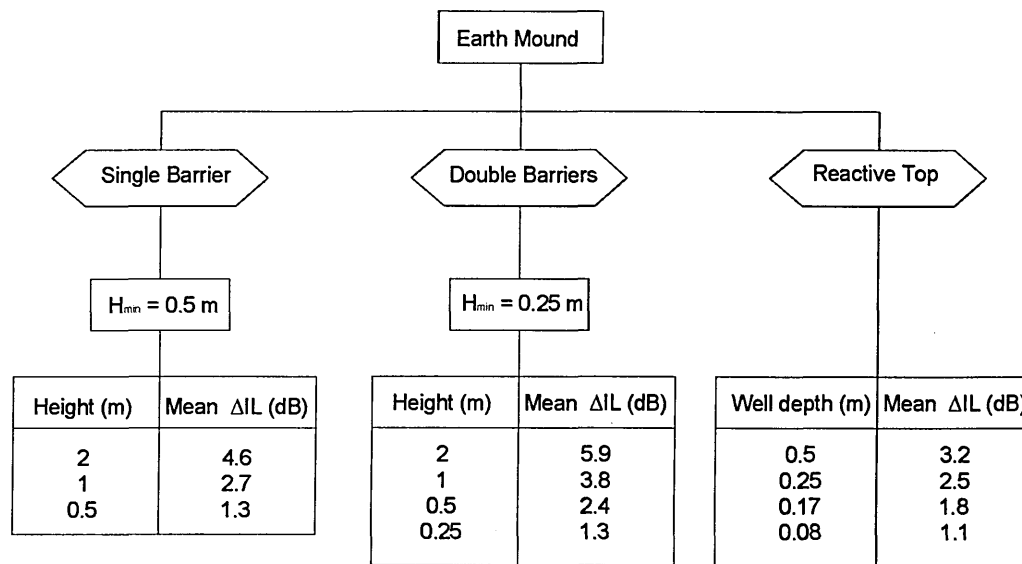 Earth Mound
Single Barrier
Double Barriers
Reactive Top
Hmin = 0.5 m
Hmin = 0.25 m
Height (m) Mean ΔIL (dB)
2 4.6
1 2.7
0.5 1.3
Height (m) Mean ΔIL (dB)
2 5.9
1 3.8
0.5 2.4
0.25 1.3
Well depth (m) Mean ΔIL (dB)
0.5 3.2
0.25 2.5
0.17 1.8
0.08 1.1